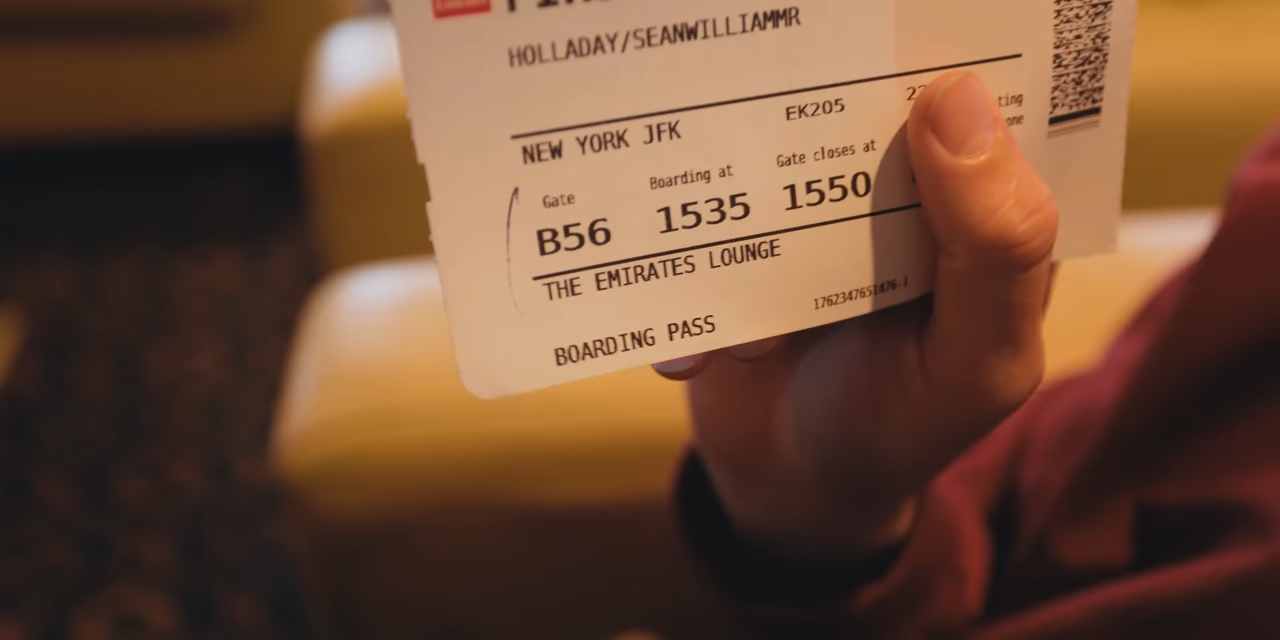 HOLLADAY/SEANWILLIAMMR
NEW YORK JFK EK205
Gate Boarding at Gate closes at
B56 1535 1550
THE EMIRATES LOUNGE
1762347651476-1
BOARDING PASS